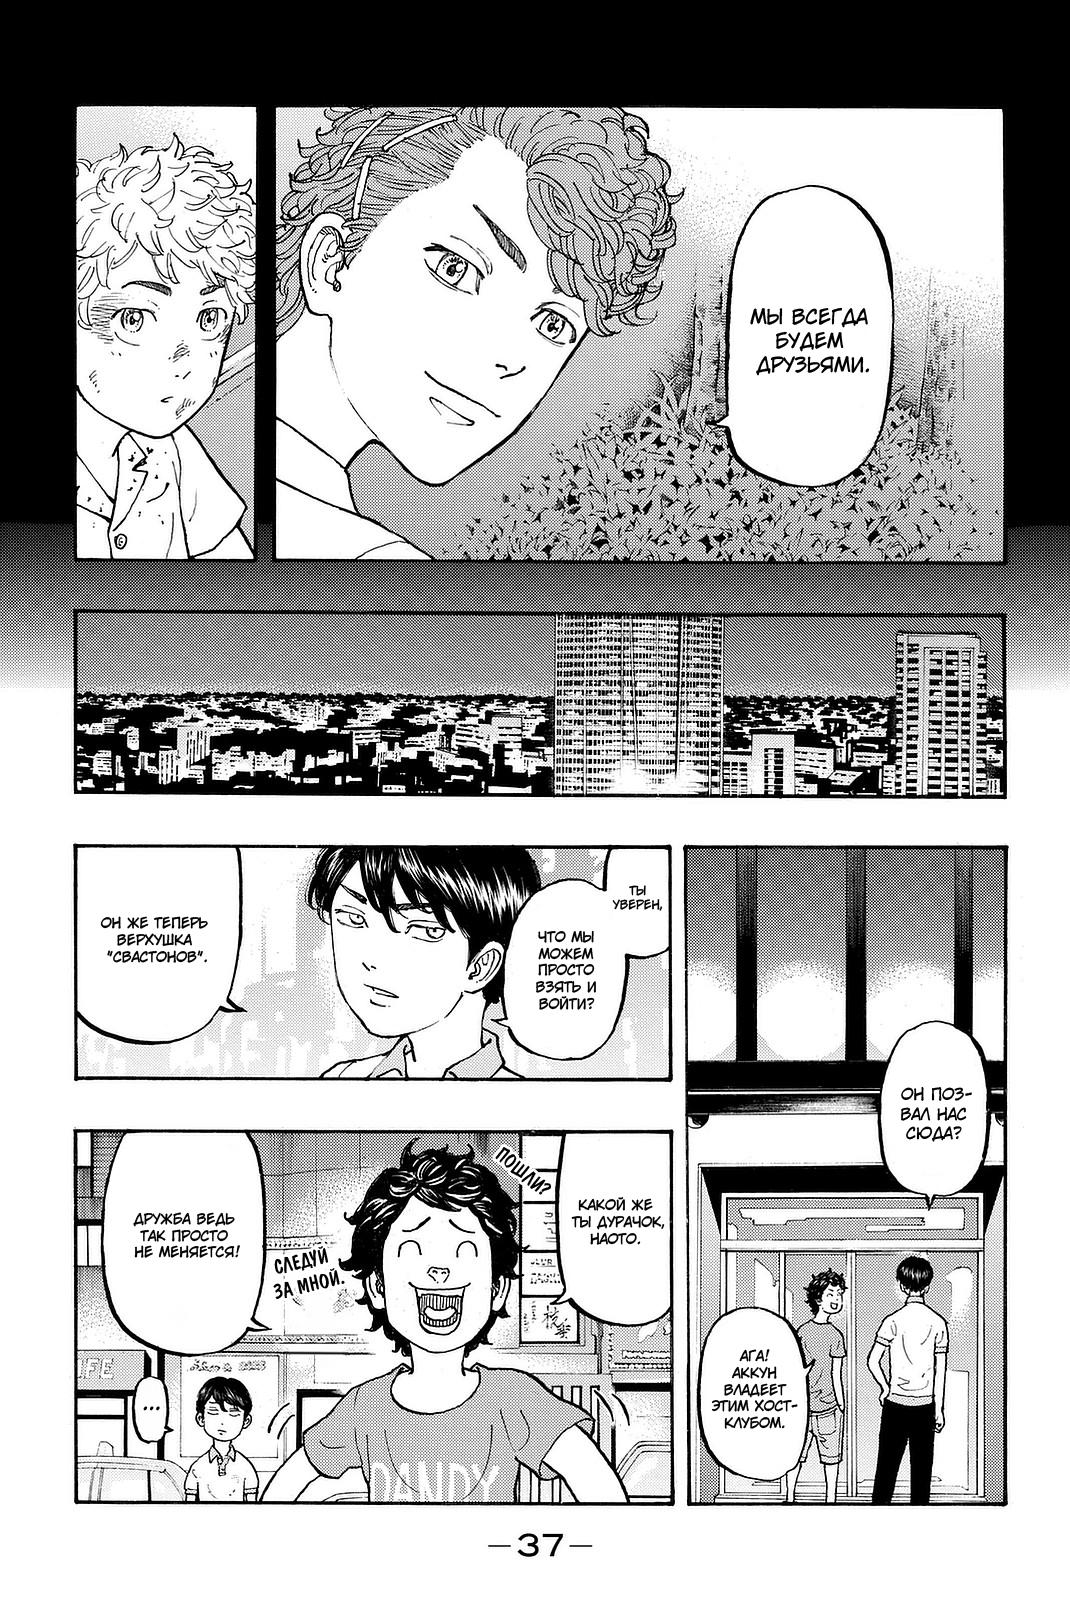 МЫ ВСЕГДА
БУДЕМ
ДРУЗЬЯМИ.
ОН ПОЗ-
ВАЛ НАС
СЮДА?
АГА!
АККУН
ВЛАДЕЕТ
ЭТИМ ХОСТ-
КЛУБОМ.
ТЫ
УВЕРЕН,
ЧТО МЫ
МОЖЕМ
ПРОСТО
ВЗЯТЬ И
ВОЙТИ?
ОН ЖЕ ТЕПЕРЬ
ВЕРХУШКА
"СВАСТОНОВ".
КАКОЙ ЖЕ
ТЫ ДУРАЧОК,
НАОТО.
ПОШЛИ?
СЛЕДУЙ
ЗА МНОЙ.
ДРУЖБА ВЕДЬ
ТАК ПРОСТО
НЕ МЕНЯЕТСЯ!
...
DANDY
—37—